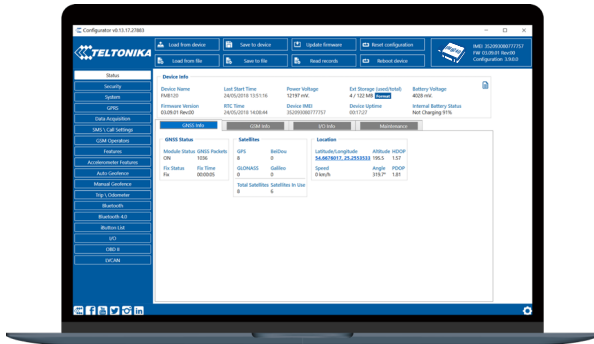 Configurator v0.13.17.27883
TELTONIKA
Load from device
Save to device
Update firmware
Reset configuration
Load from file
Save to file
Read records
Reboot device
IMEI 352093080777757
FW 03.09.01 Rev:00
Configuration 3.9.0.0
Status
Security
System
GPRS
Data Acquisition
SMS \ Call Settings
GSM Operators
Features
Accelerometer Features
Auto Geofence
Manual Geofence
Trip \ Odometer
Bluetooth
Bluetooth 4.0
iButton List
I/O
OBD II
LVCAN
Device Info
Device Name Last Start Time Power Voltage Ext Storage (used/total) Battery Voltage
FMB120 24/05/2018 13:51:16 12197 mV. 4 / 122 MB Format 4028 mV.
Firmware Version RTC Time Device IMEI Device Uptime Internal Battery Status
03.09.01 Rev:00 24/05/2018 14:08:44 352093080777757 00:17:27 Not Charging 91%
GNSS Info GSM Info I/O Info Maintenance
GNSS Status
Module Status GNSS Packets
ON 1036
Fix Status Fix Time
Fix 00:00:05
Satellites
GPS BeiDou
8 0
GLONASS Galileo
0 0
Total Satellites Satellites in Use
8 6
Location
Latitude/Longitude Altitude HDOP
54.6676017, 25.2553533 195.5 1.57
Speed Angle PDOP
0 km/h 319.7° 1.81